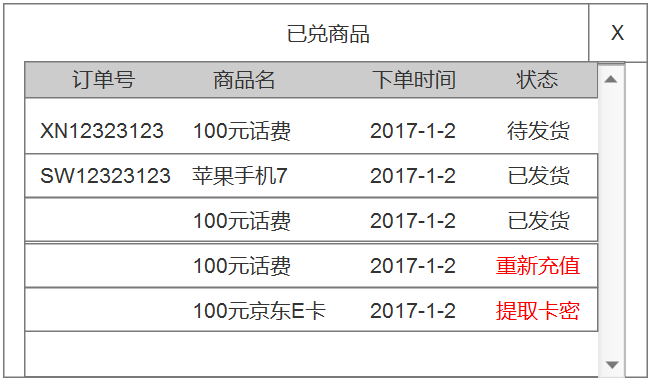 已兑商品 X
订单号 商品名 下单时间 状态
XN12323123 100元话费 2017-1-2 待发货
SW12323123 苹果手机7 2017-1-2 已发货
100元话费 2017-1-2 已发货
100元话费 2017-1-2 重新充值
100元京东E卡 2017-1-2 提取卡密